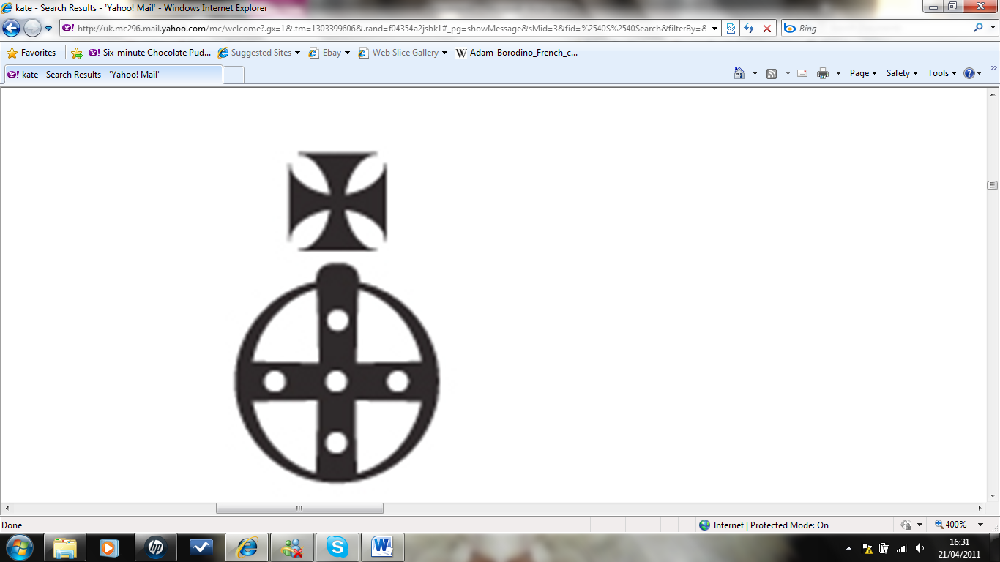 kate - Search Results - 'Yahoo! Mail' - Windows Internet Explorer
http://uk.mc296.mail.yahoo.com/mc/welcome?.gx=1&.tm=1303399606&.rand=f04354a2jsbk1#_pg=showMessage&sMid=3&fid=%2540S%2540Search&filterBy=&
Bing
Favorites
Six-minute Chocolate Pud...
Suggested Sites
Ebay
Web Slice Gallery
W Adam-Borodino_French_c...
kate - Search Results - 'Yahoo! Mail'
Page
Safety
Tools
Done
Internet | Protected Mode: On
400%
hp
16:31
21/04/2011